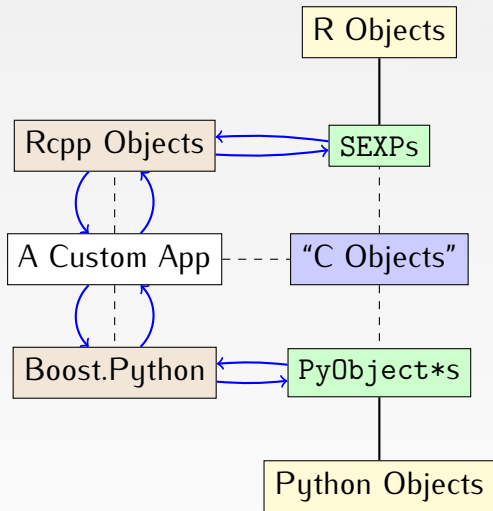 R Objects
Rcpp Objects
SEXPs
A Custom App
“C Objects”
Boost.Python
PyObject*s
Python Objects